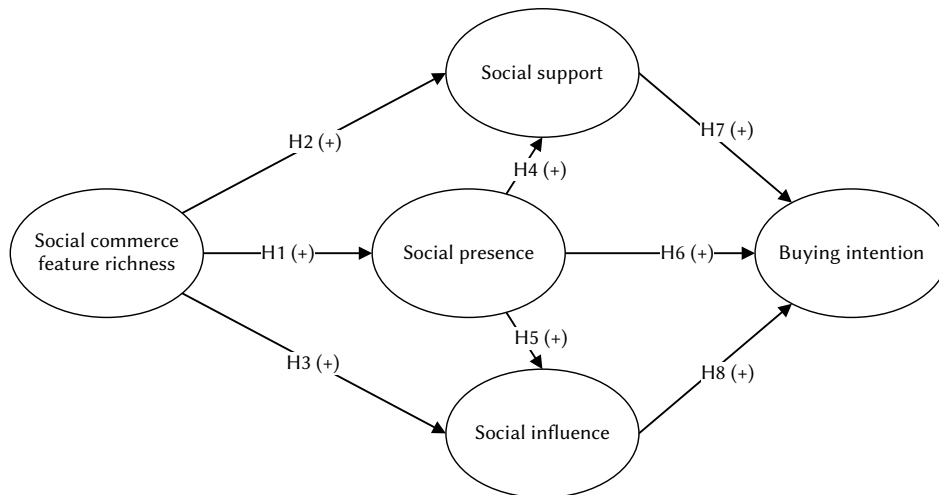 Social support
H2 (+)
H7 (+)
H4 (+)
Social commerce
feature richness
H1 (+)
Social presence
H6 (+)
Buying intention
H5 (+)
H3 (+)
H8 (+)
Social influence